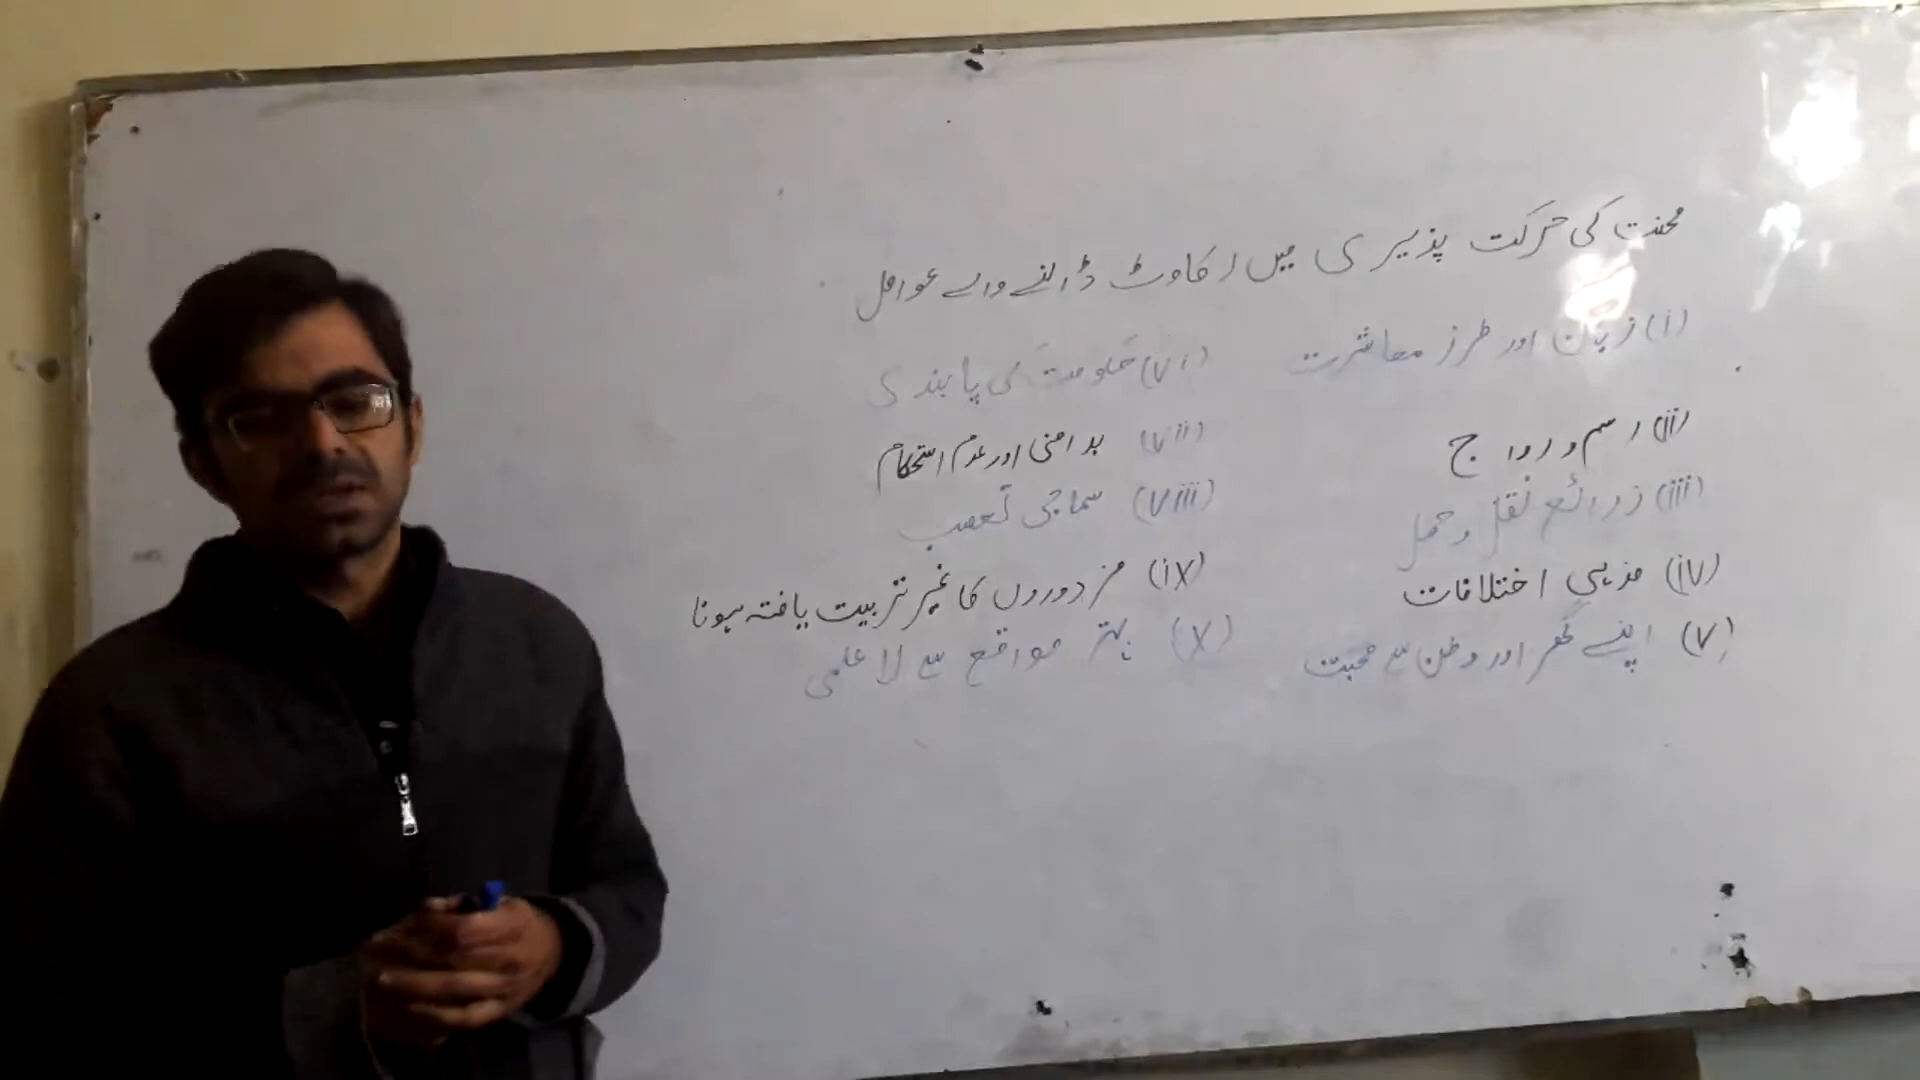 محنت کی حرکت پذیری میں رکاوٹ ڈالنے والے عوامل
(i) زبان اور طرز معاشرت
(ii) رسم و رواج
(iii) ذرائع نقل و حمل
(iv) مذہبی اختلافات
(v) اپنے گھر اور وطن سے محبت
(vi) حکومت کی پابندی
(vii) بدامنی اور عدم استحکام
(viii) سماجی تعصب
(ix) مزدوروں کا غیر تربیت یافتہ ہونا
(x) بہتر مواقع سے لاعلمی